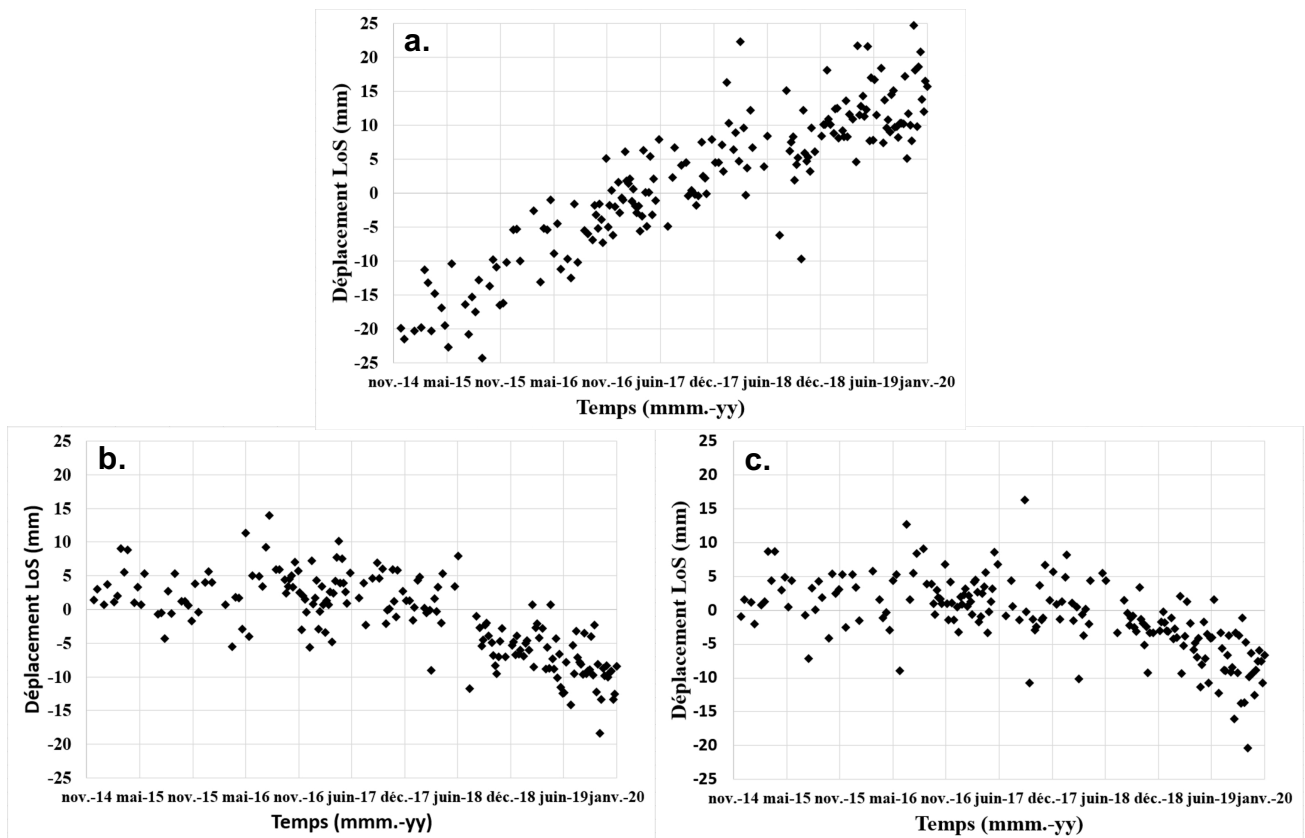 a.
25
20
15
10
5
0
-5
-10
-15
-20
-25
Déplacement LoS (mm)
nov.-14 mai-15 nov.-15 mai-16 nov.-16 juin-17 déc.-17 juin-18 déc.-18 juin-19 janv.-20
Temps (mmm.-yy)
b.
25
20
15
10
5
0
-5
-10
-15
-20
-25
Déplacement LoS (mm)
nov.-14 mai-15 nov.-15 mai-16 nov.-16 juin-17 déc.-17 juin-18 déc.-18 juin-19 janv.-20
Temps (mmm.-yy)
c.
25
20
15
10
5
0
-5
-10
-15
-20
-25
Déplacement LoS (mm)
nov.-14 mai-15 nov.-15 mai-16 nov.-16 juin-17 déc.-17 juin-18 déc.-18 juin-19 janv.-20
Temps (mmm.-yy)